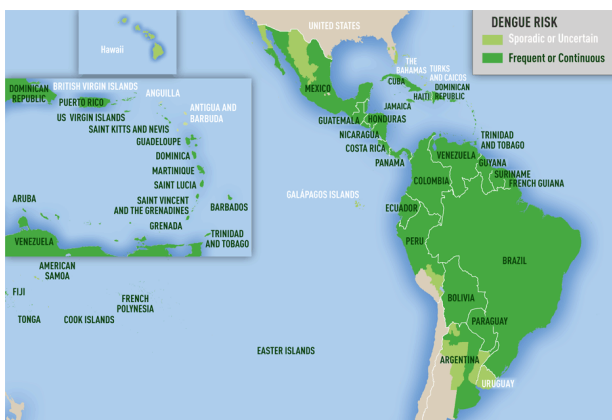 UNITED STATES
DENGUE RISK
Sporadic or Uncertain
Frequent or Continuous
Hawaii
MEXICO
THE
BAHAMAS
TURKS
AND CAICOS
CUBA
HAITI
DOMINICAN
REPUBLIC
JAMAICA
GUATEMALA
HONDURAS
NICARAGUA
COSTA RICA
PANAMA
TRINIDAD
AND TOBAGO
VENEZUELA
GUYANA
SURINAME
FRENCH GUIANA
COLOMBIA
GALÁPAGOS ISLANDS
ECUADOR
PERU
BRAZIL
BOLIVIA
PARAGUAY
ARGENTINA
URUGUAY
DOMINICAN
REPUBLIC
BRITISH VIRGIN ISLANDS
PUERTO RICO
ANGUILLA
US VIRGIN ISLANDS
ANTIGUA AND
BARBUDA
SAINT KITTS AND NEVIS
GUADELOUPE
DOMINICA
MARTINIQUE
SAINT LUCIA
ARUBA
SAINT VINCENT
AND THE GRENADINES
BARBADOS
GRENADA
VENEZUELA
TRINIDAD
AND TOBAGO
AMERICAN
SAMOA
FIJI
FRENCH
POLYNESIA
TONGA
COOK ISLANDS
EASTER ISLANDS